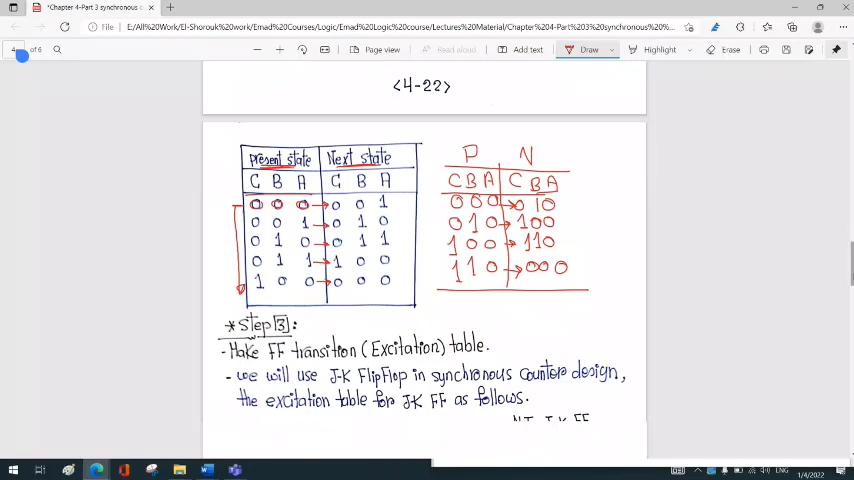 *Chapter 4-Part 3 synchronous c
File
E:/All%20Work/El-Shorouk%20work/Emad%20Courses/Logic/Emad%20Logic%20course/Lectures%20Material/Chapter%204-Part%203%20synchronous%20%...
4 of 6
Page view
Read aloud
Add text
Draw
Highlight
Erase
<4-22>
Present state Next state
C B A C B A
0 0 0 → 0 0 1
0 0 1 → 0 1 0
0 1 0 → 0 1 1
0 1 1 → 1 0 0
1 0 0 → 0 0 0
P N
C B A C B A
0 0 0 → 0 1 0
0 1 0 → 1 0 0
1 0 0 → 1 1 0
1 1 0 → 0 0 0
*Step 3:
- Make FF transition (Excitation) table.
- we will use J-K FlipFlop in synchronous counter design,
the excitation table for J-K FF as follows.
ENG
1/4/2022